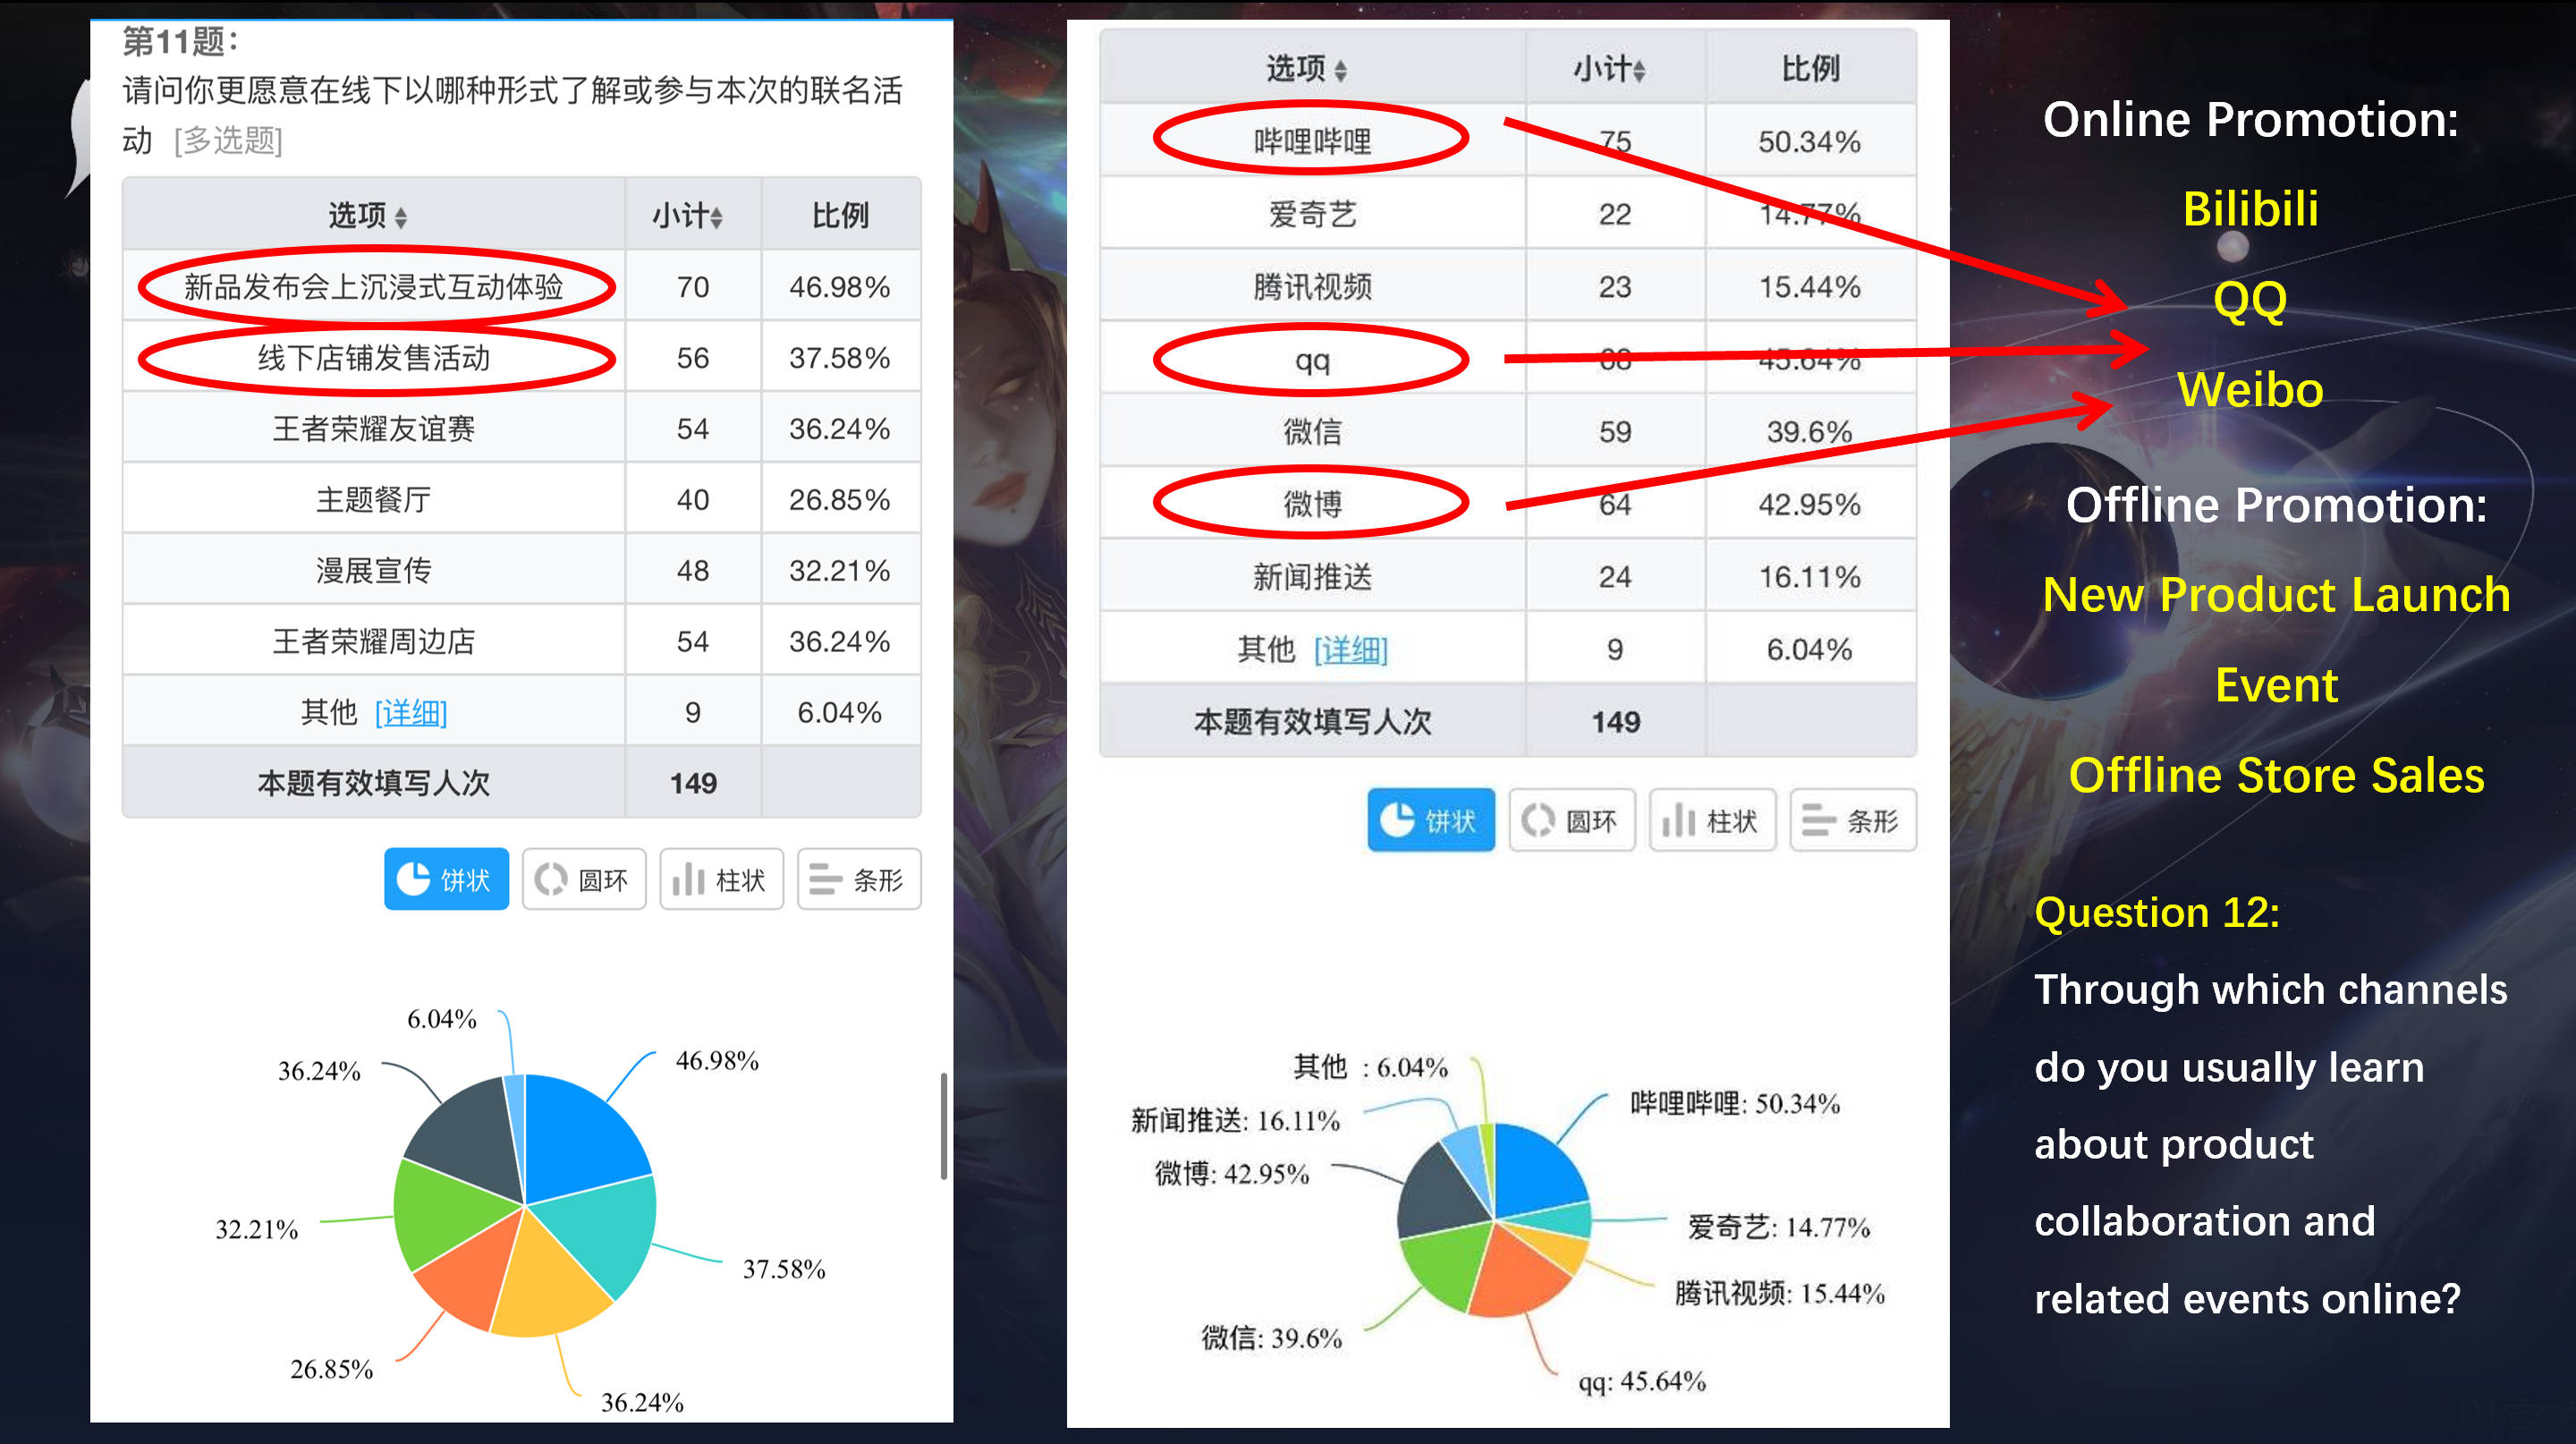 第11题：
请问你更愿意在线下以哪种形式了解或参与本次的联名活
动 [多选题]
选项 小计 比例
新品发布会上沉浸式互动体验 70 46.98%
线下店铺发售活动 56 37.58%
王者荣耀友谊赛 54 36.24%
主题餐厅 40 26.85%
漫展宣传 48 32.21%
王者荣耀周边店 54 36.24%
其他 [详细] 9 6.04%
本题有效填写人次 149
饼状 圆环 柱状 条形
6.04%
46.98%
36.24%
32.21%
37.58%
26.85%
36.24%
选项 小计 比例
哔哩哔哩 75 50.34%
爱奇艺 22 14.77%
腾讯视频 23 15.44%
qq 68 45.64%
微信 59 39.6%
微博 64 42.95%
新闻推送 24 16.11%
其他 [详细] 9 6.04%
本题有效填写人次 149
饼状 圆环 柱状 条形
其他 : 6.04%
哔哩哔哩: 50.34%
新闻推送: 16.11%
微博: 42.95%
爱奇艺: 14.77%
腾讯视频: 15.44%
微信: 39.6%
qq: 45.64%
Online Promotion:
Bilibili
QQ
Weibo
Offline Promotion:
New Product Launch
Event
Offline Store Sales
Question 12:
Through which channels
do you usually learn
about product
collaboration and
related events online?